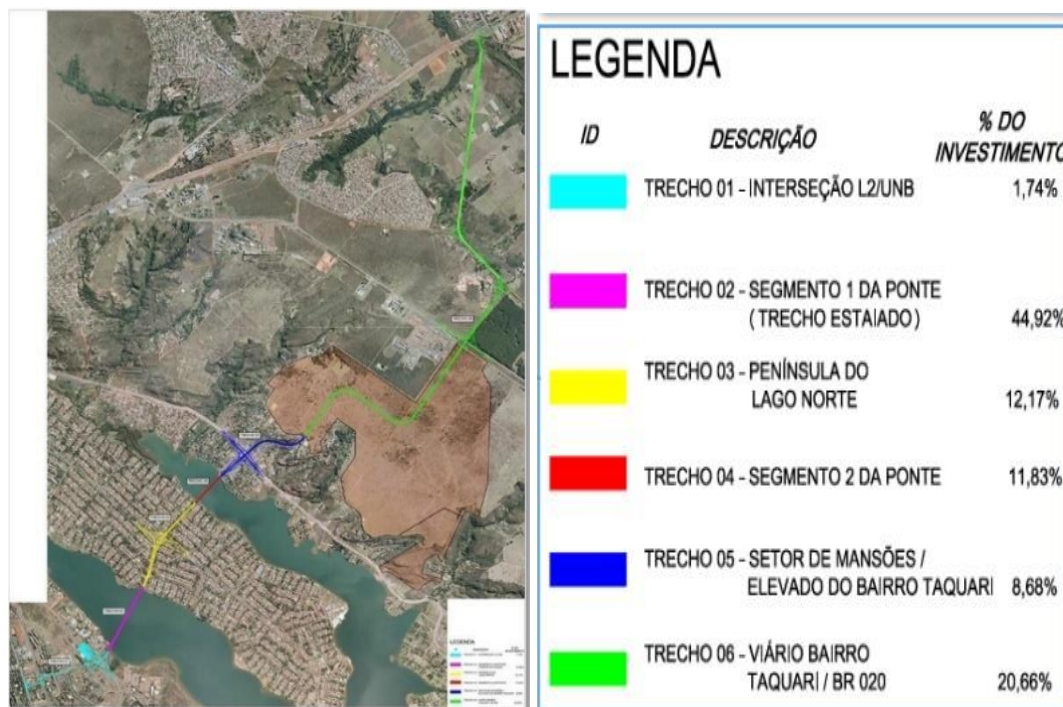 LEGENDA
ID DESCRIÇÃO % DO
INVESTIMENTO
TRECHO 01 - INTERSEÇÃO L2/UNB 1,74%
TRECHO 02 - SEGMENTO 1 DA PONTE
( TRECHO ESTAIADO ) 44,92%
TRECHO 03 - PENÍNSULA DO
LAGO NORTE 12,17%
TRECHO 04 - SEGMENTO 2 DA PONTE 11,83%
TRECHO 05 - SETOR DE MANSÕES /
ELEVADO DO BAIRRO TAQUARI 8,68%
TRECHO 06 - VIÁRIO BAIRRO
TAQUARI / BR 020 20,66%
LEGENDA